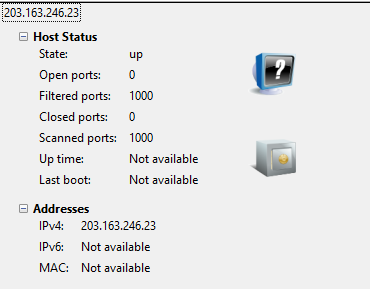 203.163.246.23
Host Status
State: up
Open ports: 0
Filtered ports: 1000
Closed ports: 0
Scanned ports: 1000
Up time: Not available
Last boot: Not available
Addresses
IPv4: 203.163.246.23
IPv6: Not available
MAC: Not available